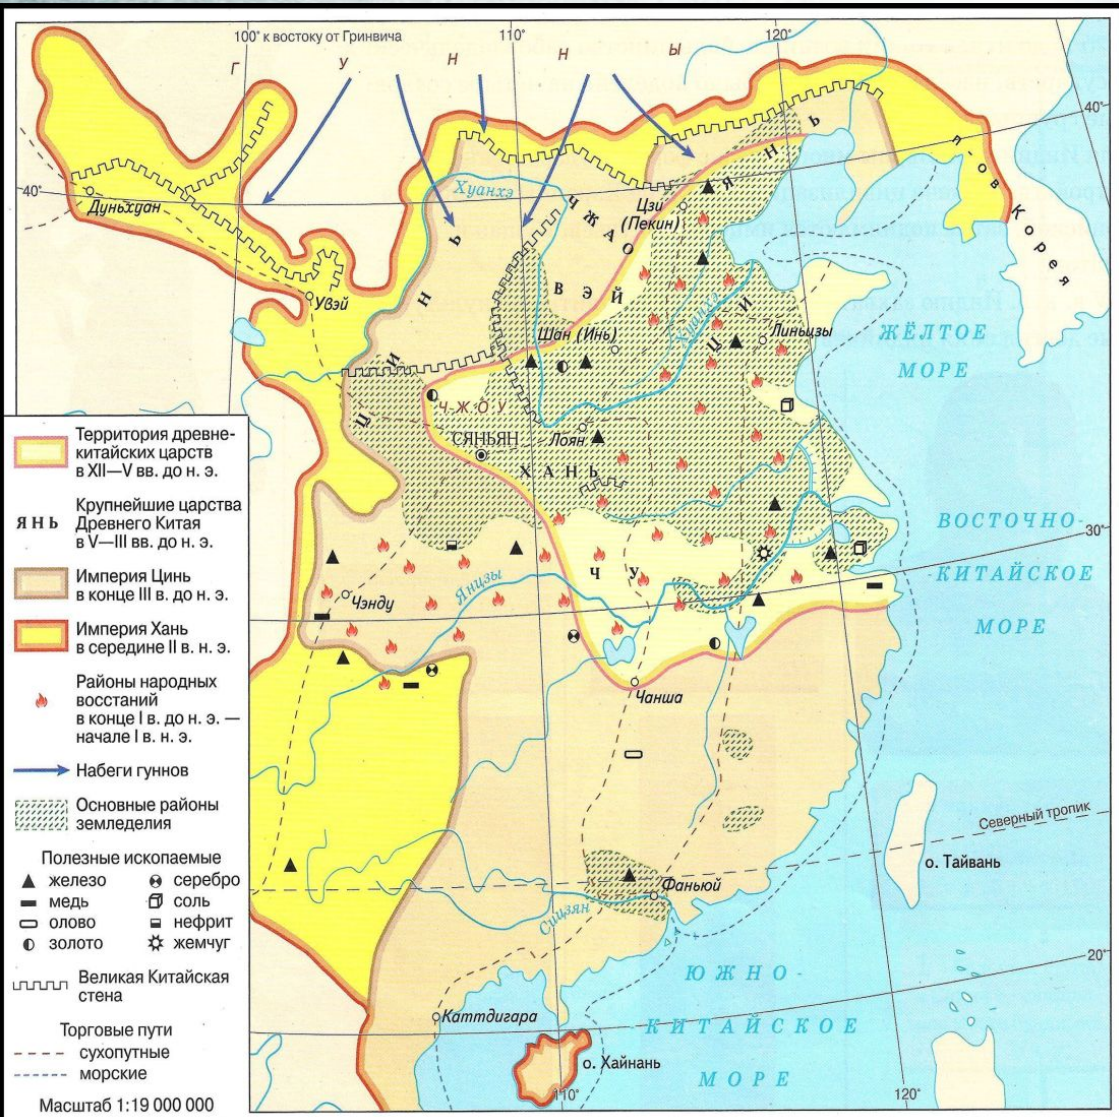 100° к востоку от Гринвича
110°
120°
Г У Н Н Ы
40°
40°
п-ов Корея
Дуньхуан
Хуанхэ
Цзи
(Пекин)
ЯНЬ
ЧЖАО
ЦИНЬ
Увэй
ВЭЙ
Шан (Инь)
Хуанхэ
ЦИ
Линьцзы
ЖЁЛТОЕ
МОРЕ
ЧЖОУ
СЯНЬЯН
Лоян
ХАНЬ
ВОСТОЧНО-
-КИТАЙСКОЕ
МОРЕ
30°
ЧУ
Янцзы
Чэнду
Чанша
Северный тропик
о. Тайвань
Фаньюй
Сицзян
20°
ЮЖНО-
КИТАЙСКОЕ
МОРЕ
Каттдигара
о. Хайнань
110°
120°
Территория древне-
китайских царств
в XII—V вв. до н. э.
ЯНЬ
Крупнейшие царства
Древнего Китая
в V—III вв. до н. э.
Империя Цинь
в конце III в. до н. э.
Империя Хань
в середине II в. н. э.
Районы народных
восстаний
в конце I в. до н. э. —
начале I в. н. э.
Набеги гуннов
Основные районы
земледелия
Полезные ископаемые
железо
серебро
медь
соль
олово
нефрит
золото
жемчуг
Великая Китайская
стена
Торговые пути
сухопутные
морские
Масштаб 1:19 000 000